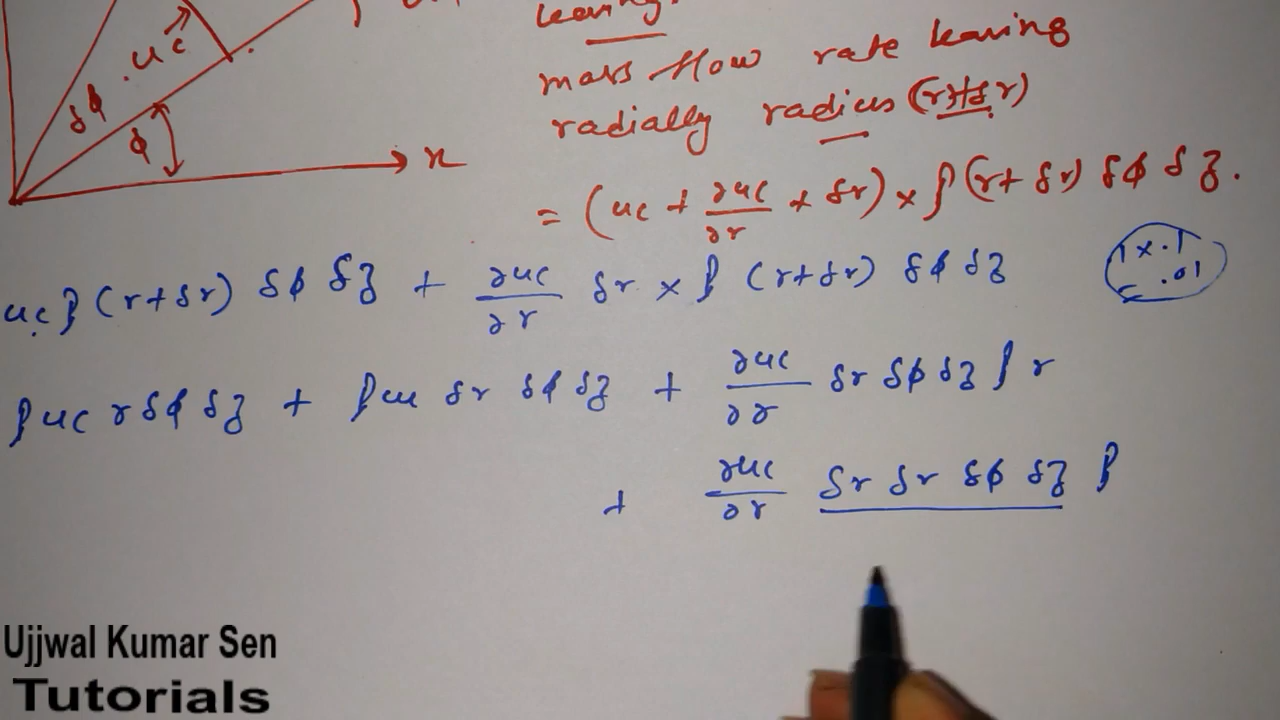 leaving.
mass flow rate leaving
radially radius (r+δr)
= (uc + ∂uc/∂r + δr) × ρ (r + δr) δϕ δz.
δϕ . uc
ϕ
x
uc ρ (r+δr) δϕ δz + ∂uc/∂r δr × ρ (r+δr) δϕ δz
1 × .1
= .01
ρ uc r δϕ δz + ρ uc δr δϕ δz + ∂uc/∂r δr δϕ δz ρ r
+ ∂uc/∂r δr δr δϕ δz ρ
Ujjwal Kumar Sen
Tutorials